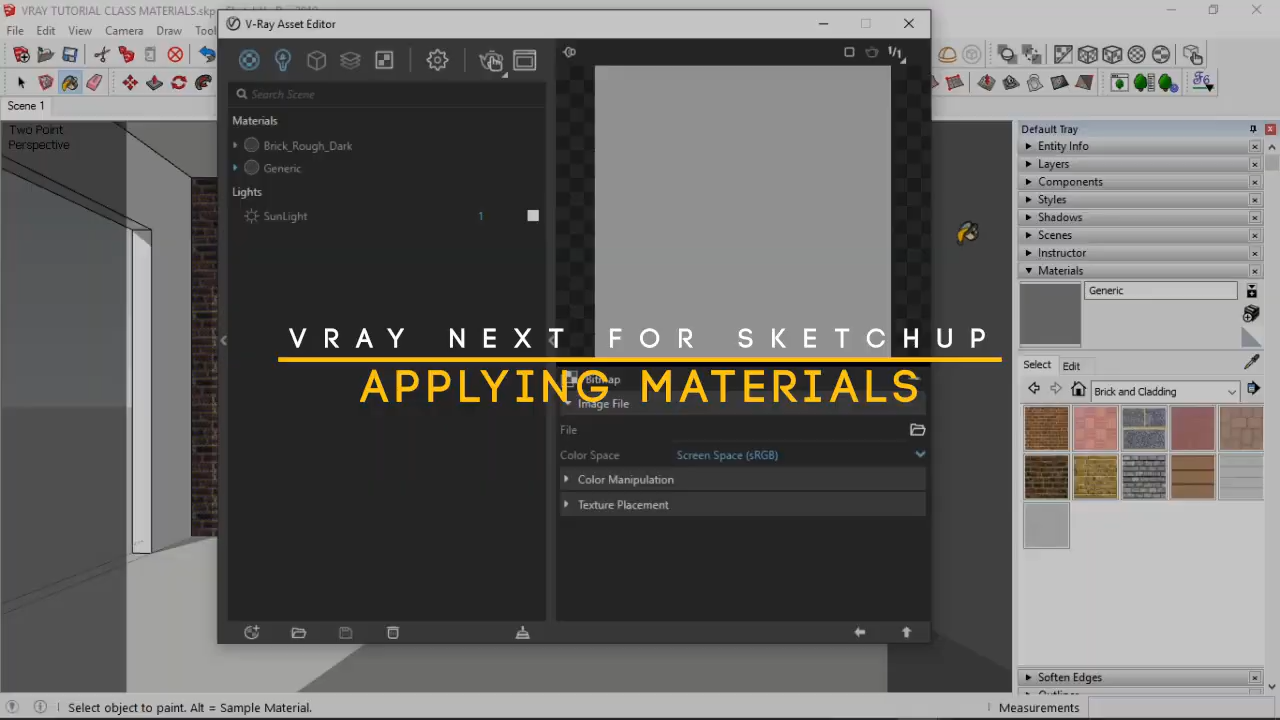 VRAY TUTORIAL CLASS MATERIALS.skp
V-Ray Asset Editor
File Edit View Camera Draw
Scene 1
Two Point
Perspective
Search Scene
Materials
Brick_Rough_Dark
Generic
Lights
SunLight 1
1/1
VRAY NEXT FOR SKETCHUP
APPLYING MATERIALS
Bitmap
Image File
File
Color Space Screen Space (sRGB)
Color Manipulation
Texture Placement
Default Tray
Entity Info
Layers
Components
Styles
Shadows
Scenes
Instructor
Materials
Generic
Select Edit
Brick and Cladding
Soften Edges
Select object to paint. Alt = Sample Material.
Measurements